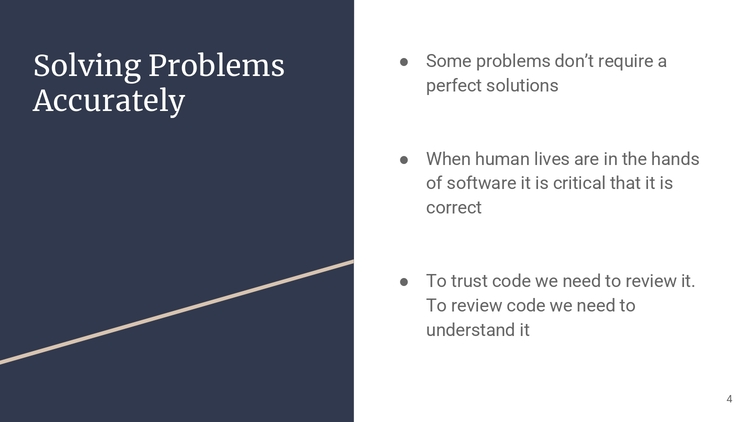 Solving Problems
Accurately
● Some problems don't require a
perfect solutions
● When human lives are in the hands
of software it is critical that it is
correct
● To trust code we need to review it.
To review code we need to
understand it
4